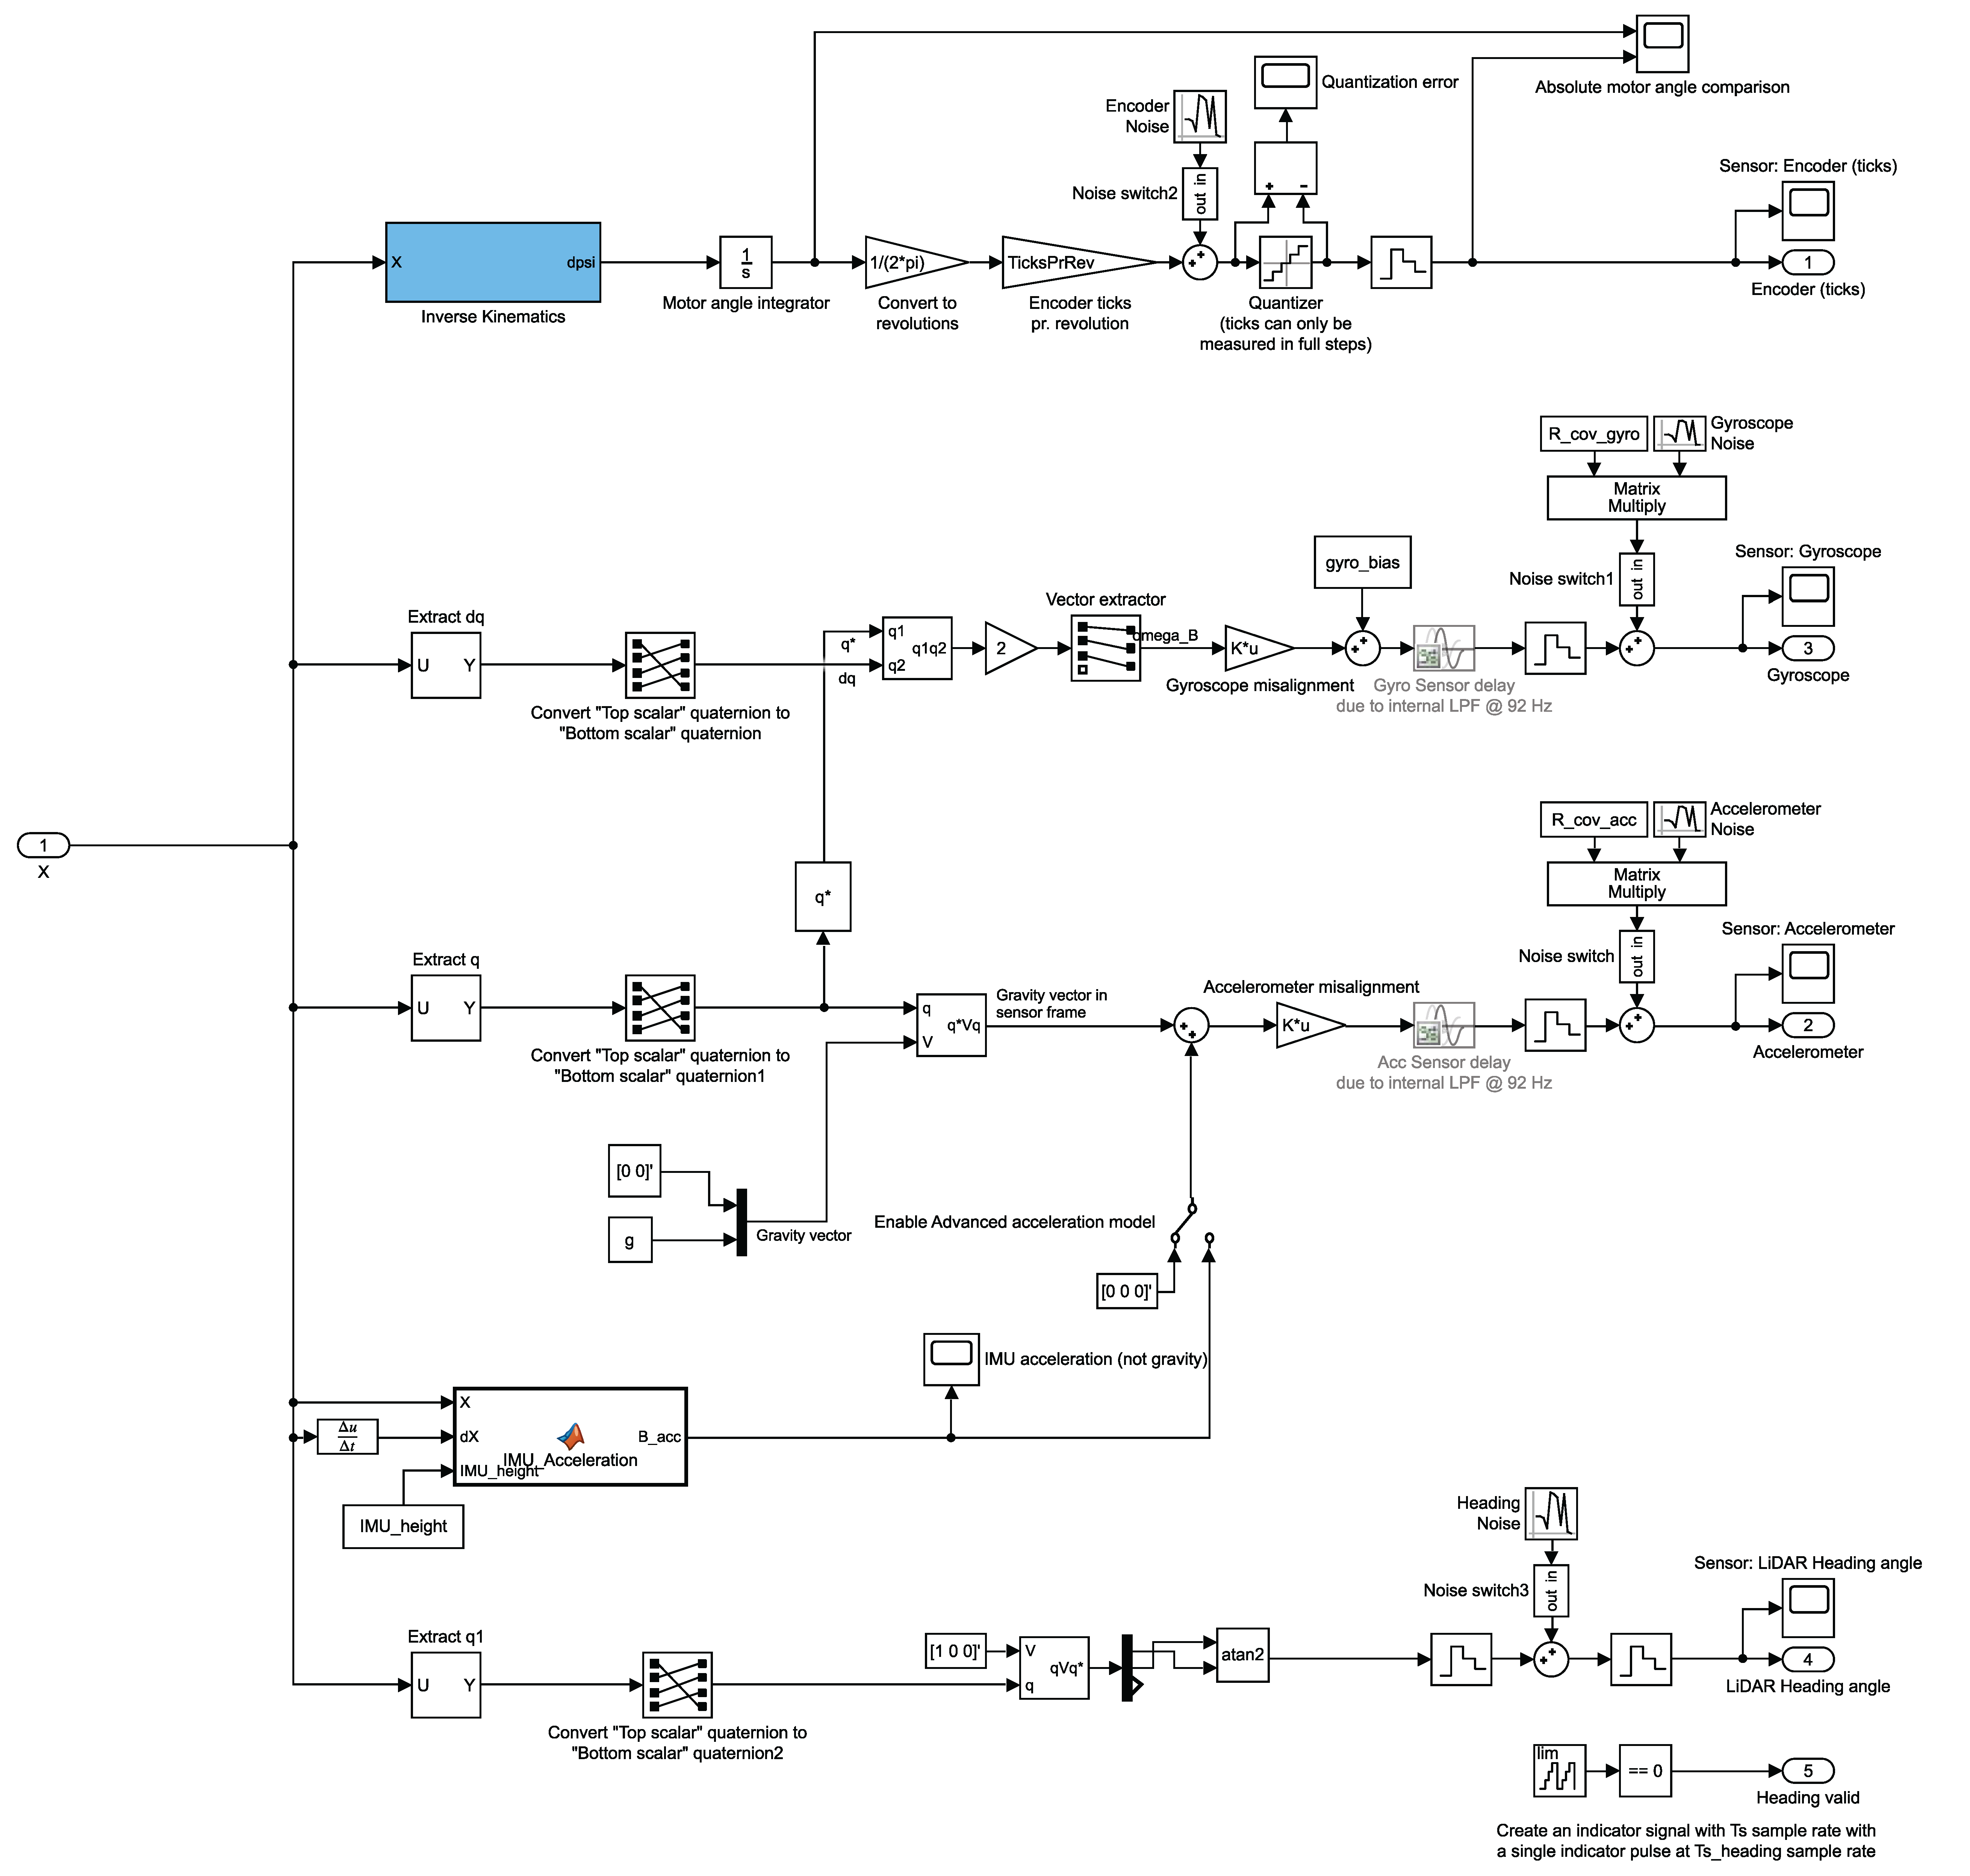 Absolute motor angle comparison
Quantization error
Encoder
Noise
Noise switch2
out in
+ -
Sensor: Encoder (ticks)
X
dpsi
Inverse Kinematics
1
s
Motor angle integrator
1/(2*pi)
Convert to
revolutions
TicksPrRev
Encoder ticks
pr. revolution
+ +
Quantizer
(ticks can only be
measured in full steps)
1
Encoder (ticks)
R_cov_gyro
Gyroscope
Noise
Matrix
Multiply
gyro_bias
Noise switch1
out in
Sensor: Gyroscope
Extract dq
U Y
Convert "Top scalar" quaternion to
"Bottom scalar" quaternion
q*
dq
q1
q2
q1q2
2
Vector extractor
omega_B
K*u
Gyroscope misalignment
+ +
Gyro Sensor delay
due to internal LPF @ 92 Hz
+ +
3
Gyroscope
1
X
q*
R_cov_acc
Accelerometer
Noise
Matrix
Multiply
Noise switch
out in
Sensor: Accelerometer
Extract q
U Y
Convert "Top scalar" quaternion to
"Bottom scalar" quaternion1
q
V
q*Vq
Gravity vector in
sensor frame
+ +
Accelerometer misalignment
K*u
Acc Sensor delay
due to internal LPF @ 92 Hz
+ +
2
Accelerometer
[0 0]'
g
Gravity vector
Enable Advanced acceleration model
[0 0 0]'
IMU acceleration (not gravity)
Δu
Δt
X
dX
IMU_height
IMU_Acceleration
B_acc
IMU_height
Heading
Noise
Noise switch3
out in
Sensor: LiDAR Heading angle
Extract q1
U Y
Convert "Top scalar" quaternion to
"Bottom scalar" quaternion2
[1 0 0]'
V
q
qVq*
atan2
+ +
4
LiDAR Heading angle
lim
== 0
5
Heading valid
Create an indicator signal with Ts sample rate with
a single indicator pulse at Ts_heading sample rate